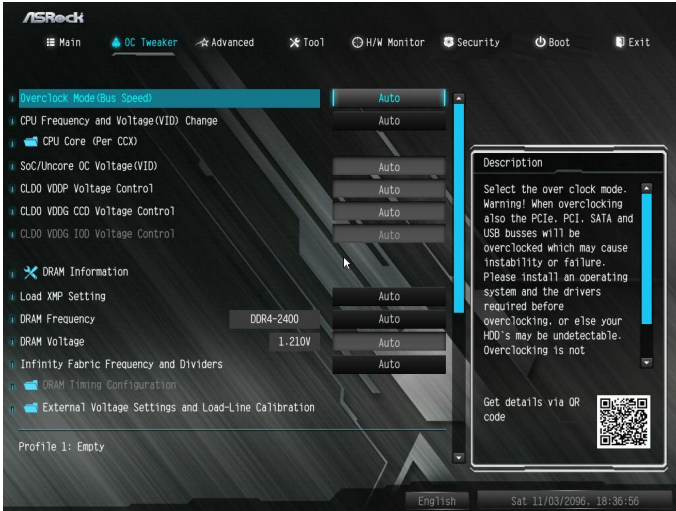 ASRock
Main OC Tweaker Advanced Tool H/W Monitor Security Boot Exit
Overclock Mode(Bus Speed) Auto
CPU Frequency and Voltage(VID) Change Auto
CPU Core (Per CCX)
SoC/Uncore OC Voltage(VID) Auto
CLDO VDDP Voltage Control Auto
CLDO VDDG CCD Voltage Control Auto
CLDO VDDG IOD Voltage Control Auto
DRAM Information
Load XMP Setting Auto
DRAM Frequency DDR4-2400 Auto
DRAM Voltage 1.210V Auto
Infinity Fabric Frequency and Dividers Auto
DRAM Timing Configuration
External Voltage Settings and Load-Line Calibration
Profile 1: Empty
Description
Select the over clock mode.
Warning! When overclocking
also the PCIe, PCI, SATA and
USB busses will be
overclocked which may cause
instability or failure.
Please install an operating
system and the drivers
required before
overclocking, or else your
HDD`s may be undetectable.
Overclocking is not
Get details via QR
code
English
Sat 11/03/2096. 18:36:56